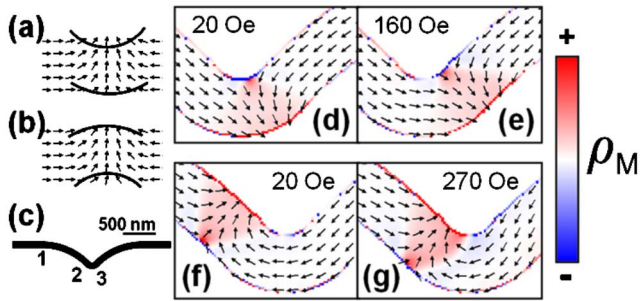 (a)
(b)
(c)
500 nm
1
2
3
20 Oe
(d)
160 Oe
(e)
20 Oe
(f)
270 Oe
(g)
+
ρM
-